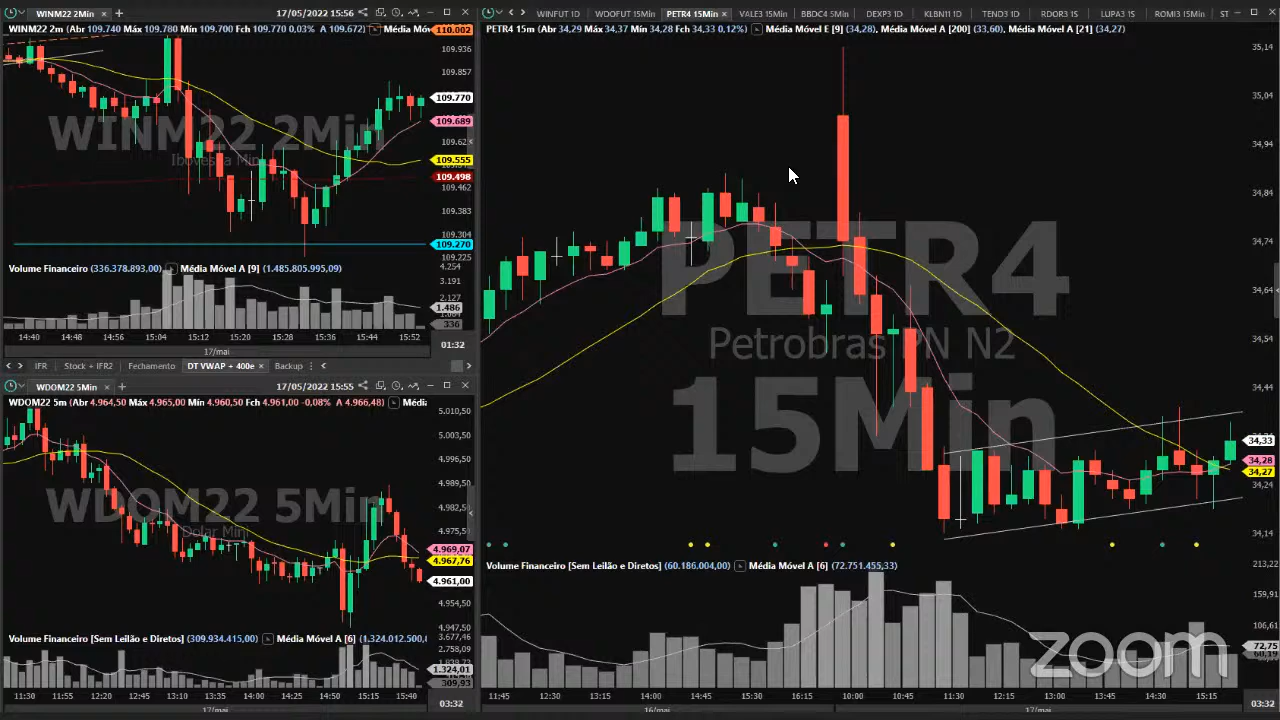 WINM22 2Min
17/05/2022 15:56
WINM22 2m (Abr 109.740 Máx 109.780 Mín 109.700 Fch 109.770 0,03% A 109.672)
Média Móv
110.002
109.936
109.857
109.770
109.689
109.624
109.555
109.498
109.462
109.383
109.304
109.270
109.225
WINM22 2Min
Ibovespa Mini
Volume Financeiro (336.378.893,00)
Média Móvel A [9] (1.485.805.995,09)
4.254
3.191
2.127
1.486
336
14:40 14:48 14:56 15:04 15:12 15:20 15:28 15:36 15:44 15:52
01:32
17/mai
IFR Stock + IFR2 Fechamento DT VWAP + 400e Backup
WDOM22 5Min
17/05/2022 15:55
WDOM22 5m (Abr 4.964,50 Máx 4.965,00 Mín 4.960,50 Fch 4.961,00 -0,08% A 4.966,48)
Média
5.010,50
5.003,50
4.996,50
4.989,50
4.982,50
4.975,50
4.969,07
4.967,76
4.961,00
4.954,50
4.947,50
WDOM22 5Min
Dolar Mini
Volume Financeiro [Sem Leilão e Diretos] (309.934.415,00)
Média Móvel A [6] (1.324.012.500,
3.677,46
2.758,09
1.324,01
309,93
11:30 11:55 12:20 12:45 13:10 13:35 14:00 14:25 14:50 15:15 15:40
03:32
17/mai
WINFUT 1D WDOFUT 15Min PETR4 15Min VALE3 15Min BBDC4 5Min DEXP3 1D KLBN11 1D TEND3 1D RDOR3 1S LUPA3 1S ROMI3 15Min ST
PETR4 15m (Abr 34,29 Máx 34,37 Mín 34,28 Fch 34,33 0,12%)
Média Móvel E [9] (34,28), Média Móvel A [200] (33,60), Média Móvel A [21] (34,27)
35,14
35,04
34,94
34,84
34,74
34,64
34,54
34,44
34,33
34,28
34,27
34,24
34,14
PETR4
Petrobras PN N2
15Min
Volume Financeiro [Sem Leilão e Diretos] (60.186.004,00)
Média Móvel A [6] (72.751.455,33)
213,22
159,91
106,61
72,75
60,19
zoom
11:45 12:30 13:15 14:00 14:45 15:30 16:15 10:00 10:45 11:30 12:15 13:00 13:45 14:30 15:15
03:32
16/mai
17/mai